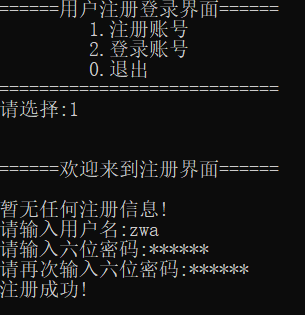 ======用户注册登录界面======
1.注册账号
2.登录账号
0.退出
============================
请选择:1
======欢迎来到注册界面======
暂无任何注册信息!
请输入用户名:zwa
请输入六位密码:******
请再次输入六位密码:******
注册成功!